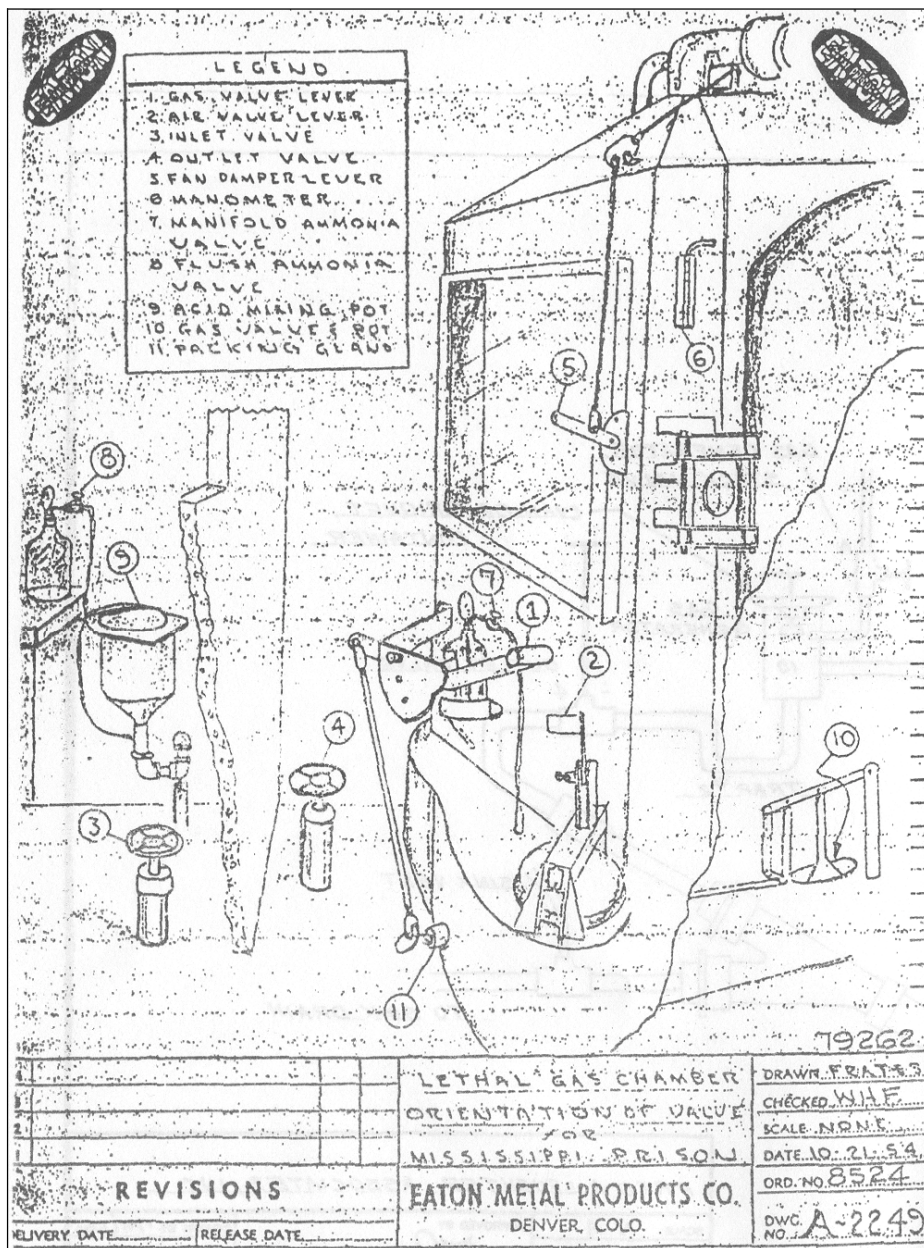 EATON
EATON
LEGEND
1. GAS VALVE LEVER
2. AIR VALVE LEVER
3. INLET VALVE
4. OUTLET VALVE
5. FAN DAMPER LEVER
6 MANOMETER
7. MANIFOLD AMMONIA
VALVE
8 FLUSH AMMONIA
VALVE
9 ACID MIXING POT
10. GAS VALVES POT
11. PACKING GLAND
6
5
8
9
7
1
2
4
10
3
11
79262
LETHAL GAS CHAMBER
ORIENTATION OF VALVE
FOR
MISSISSIPPI PRISON
EATON METAL PRODUCTS CO.
DENVER, COLO.
REVISIONS
DELIVERY DATE
RELEASE DATE
DRAWN FRATES
CHECKED WHF
SCALE NONE
DATE 10-21-54
ORD. NO 8524
DWG. NO. A-2249